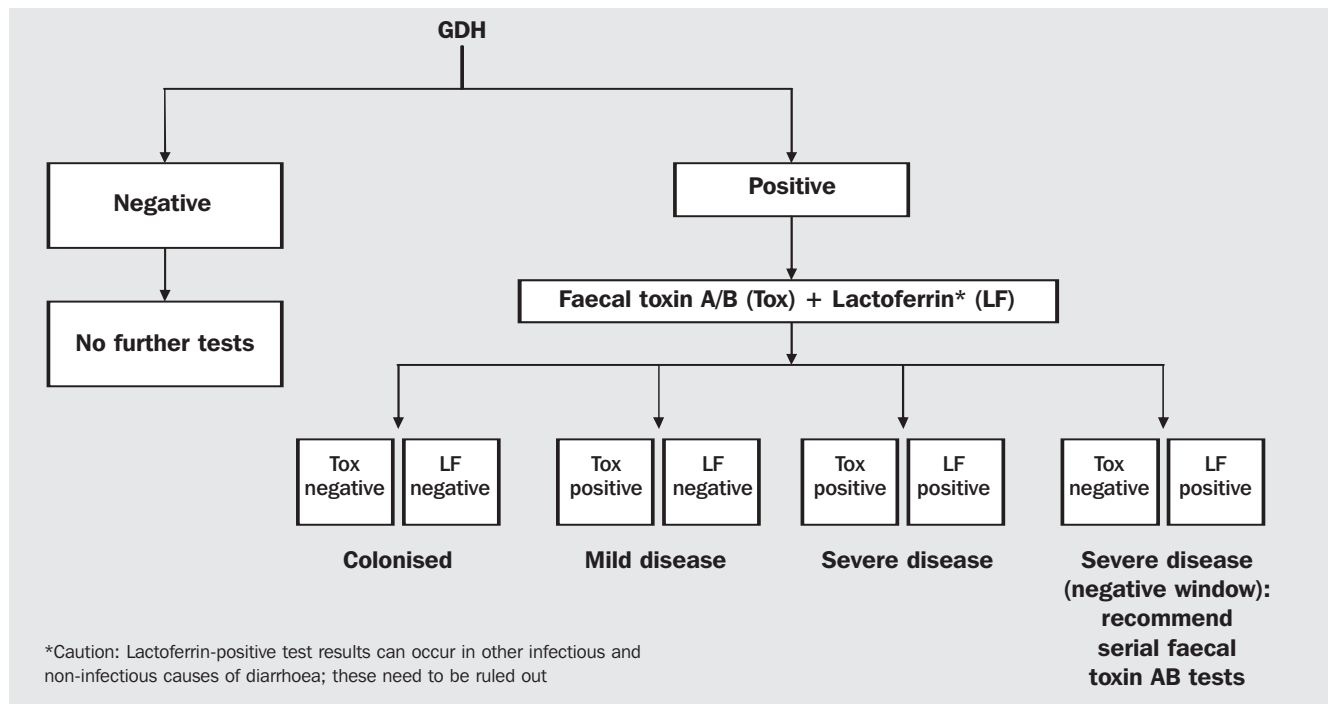 GDH
Negative
Positive
No further tests
Faecal toxin A/B (Tox) + Lactoferrin* (LF)
Tox
negative
LF
negative
Tox
positive
LF
negative
Tox
positive
LF
positive
Tox
negative
LF
positive
Colonised
Mild disease
Severe disease
Severe disease
(negative window):
recommend
serial faecal
toxin AB tests
*Caution: Lactoferrin-positive test results can occur in other infectious and
non-infectious causes of diarrhoea; these need to be ruled out